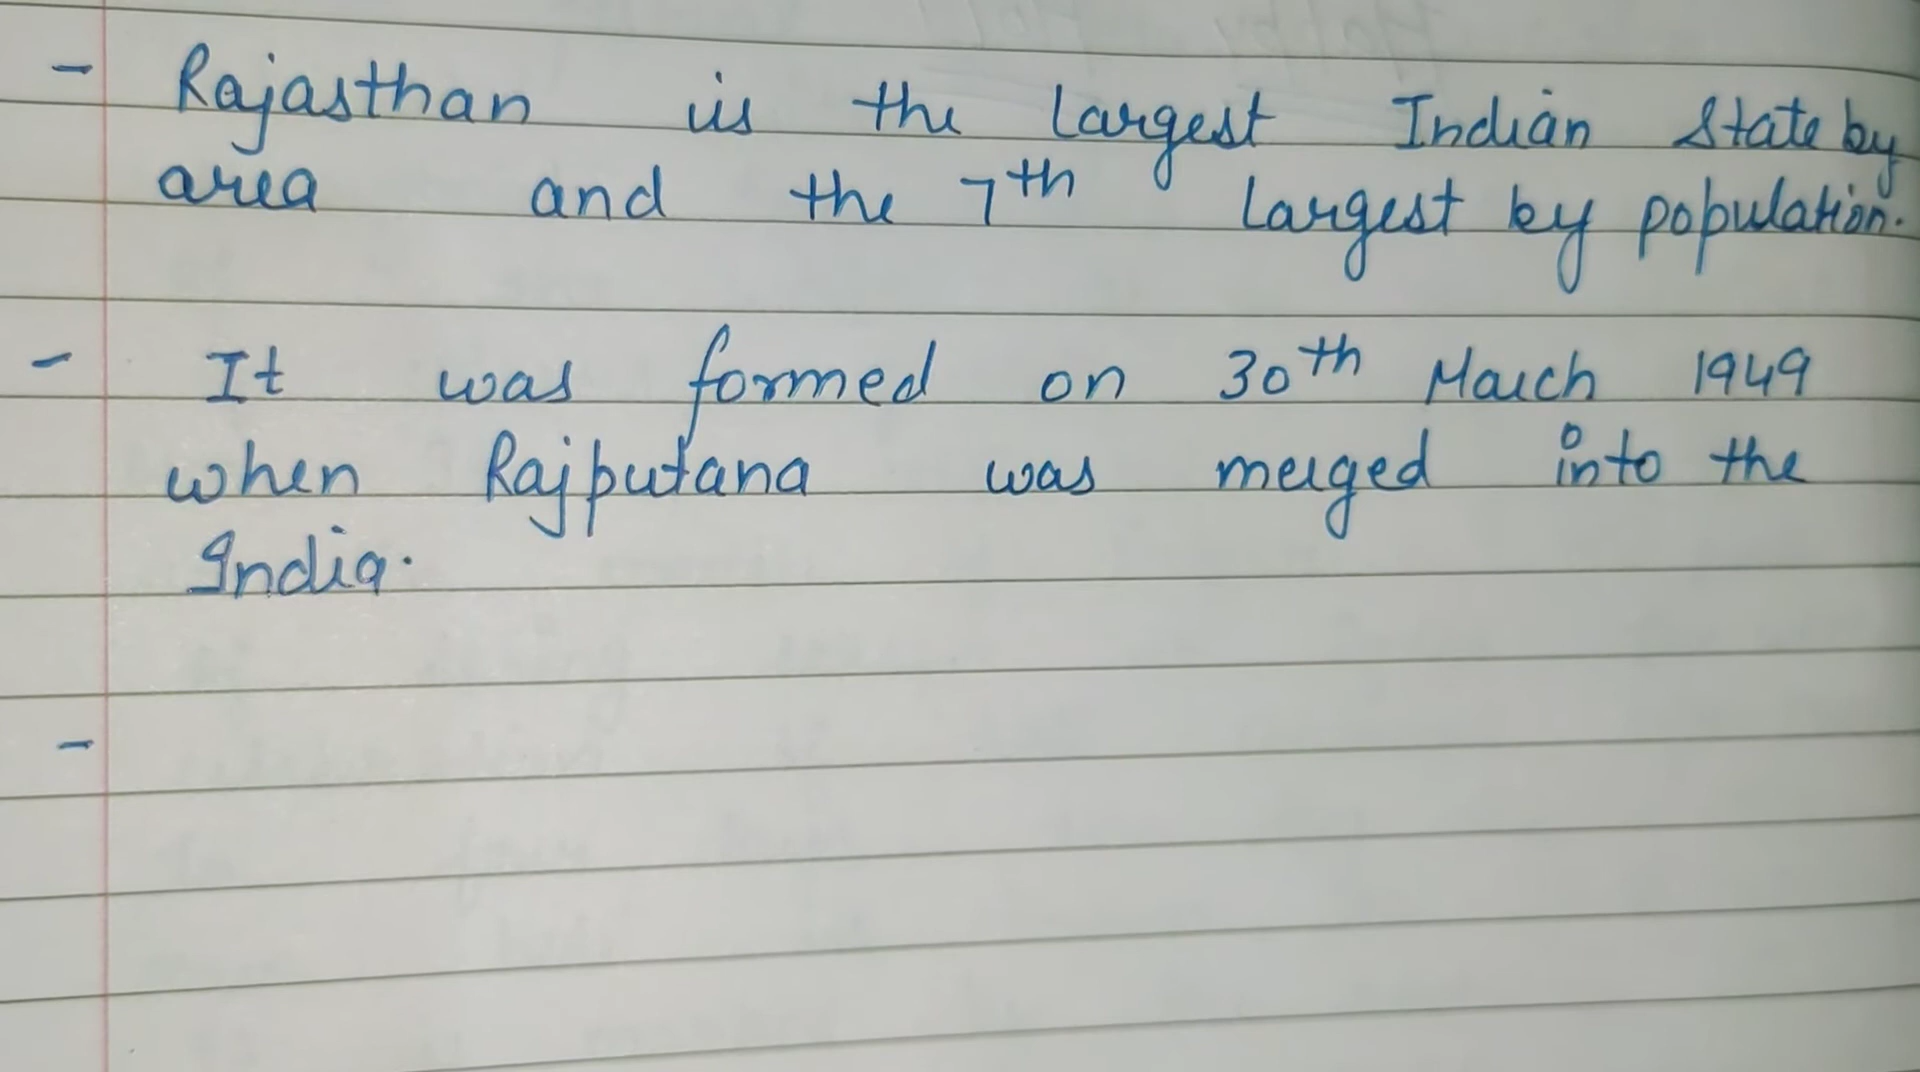 - Rajasthan is the largest Indian State by
area and the 7th largest by population.
- It was formed on 30th March 1949
when Rajputana was merged into the
India.
-